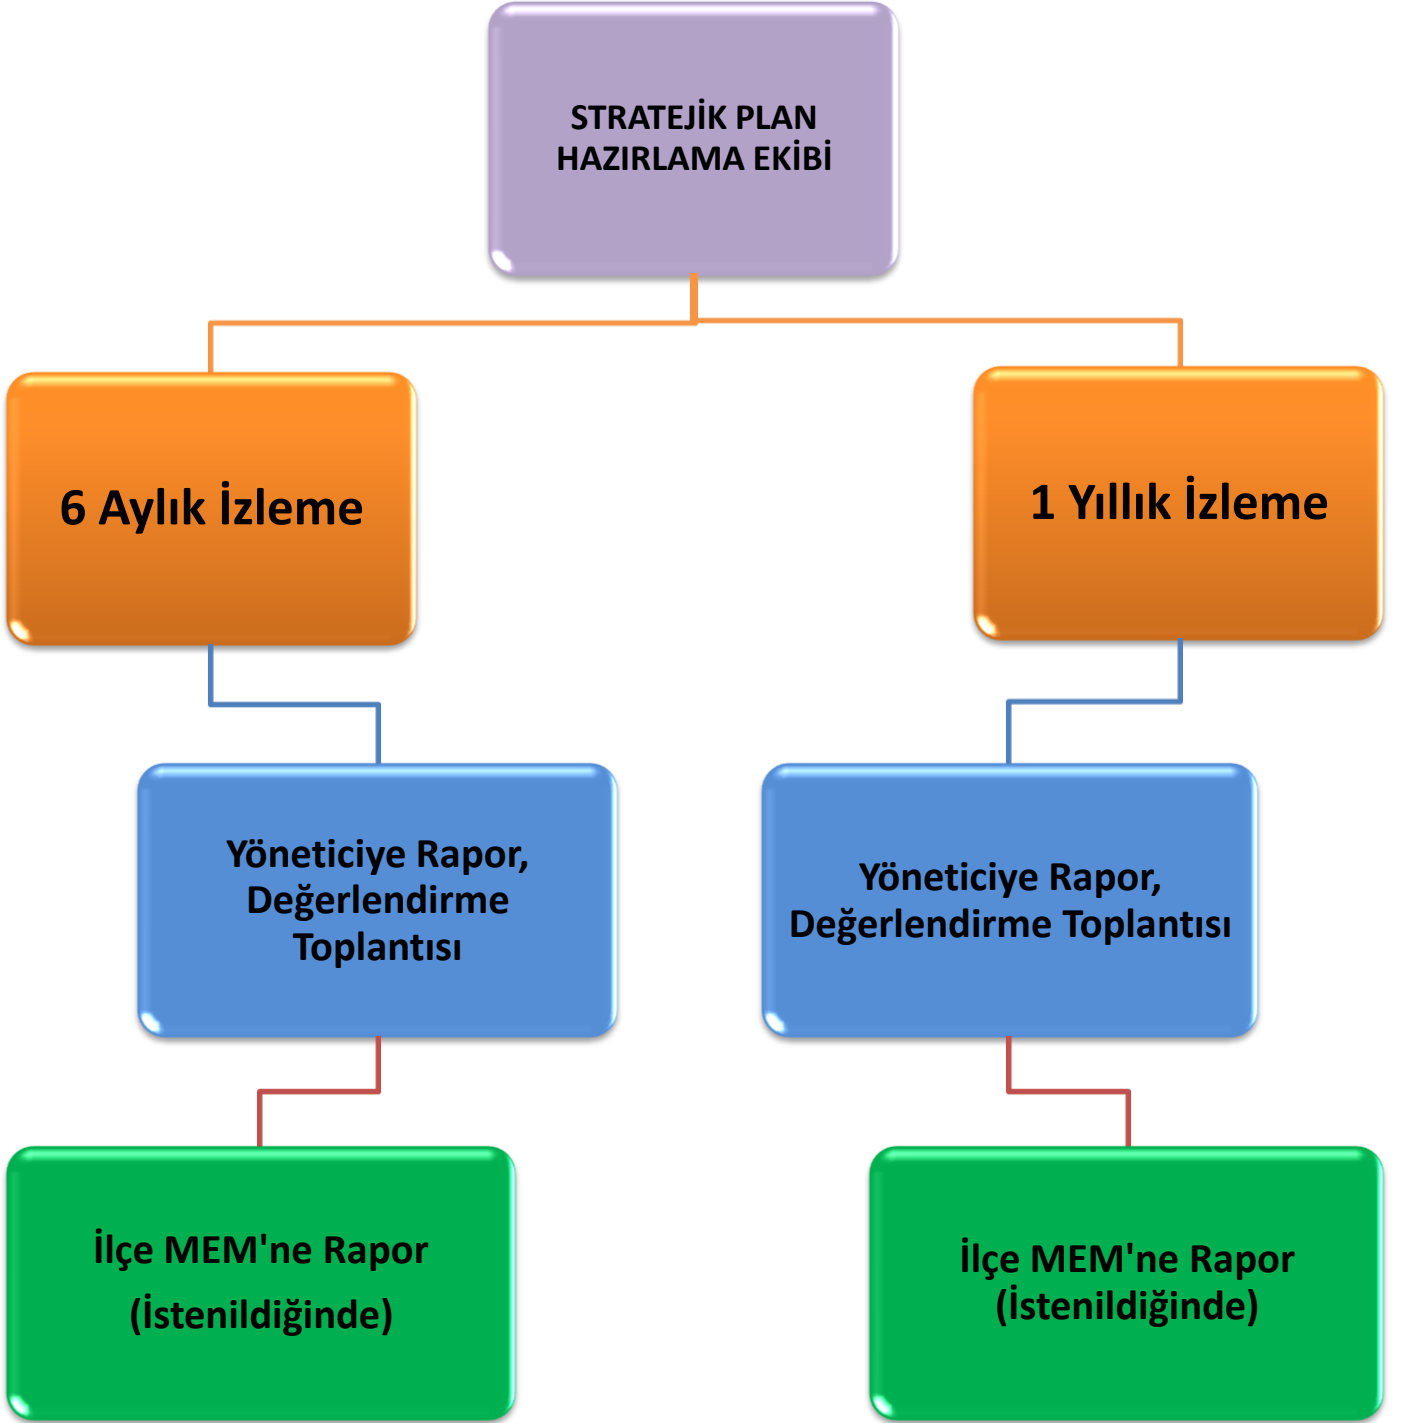 STRATEJİK PLAN
HAZIRLAMA EKİBİ
6 Aylık İzleme
1 Yıllık İzleme
Yöneticiye Rapor,
Değerlendirme
Toplantısı
Yöneticiye Rapor,
Değerlendirme Toplantısı
İlçe MEM'ne Rapor
(İstenildiğinde)
İlçe MEM'ne Rapor
(İstenildiğinde)